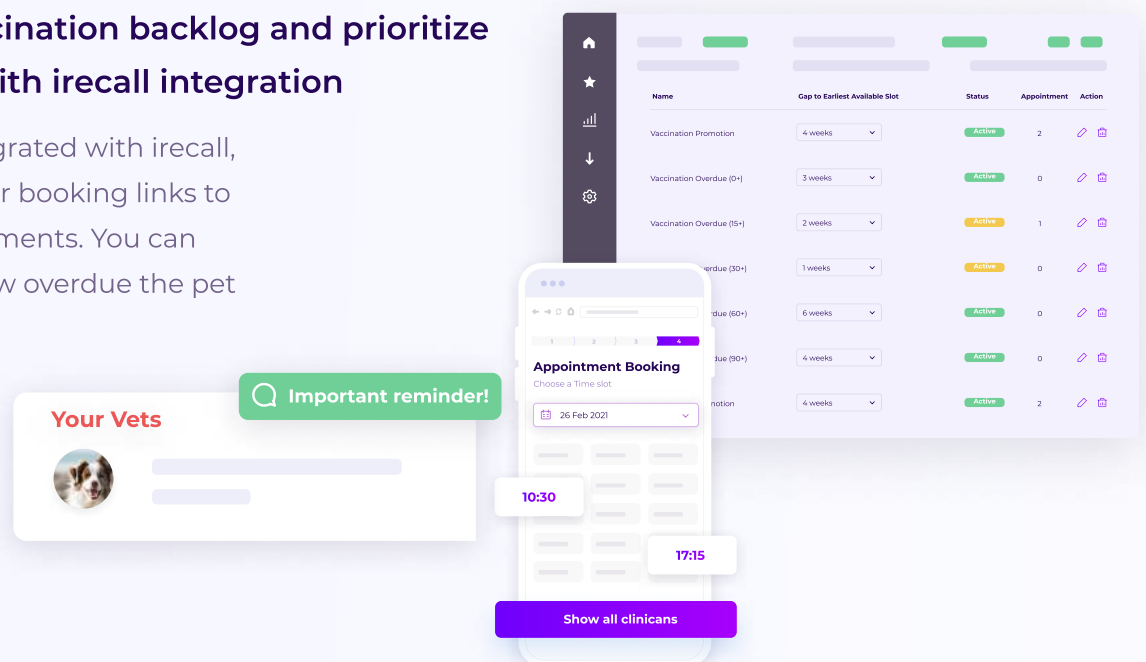 cination backlog and prioritize
ith irecall integration
grated with irecall,
r booking links to
ments. You can
w overdue the pet
Your Vets
Important reminder!
Name Gap to Earliest Available Slot Status Appointment Action
Vaccination Promotion 4 weeks Active 2
Vaccination Overdue (0+) 3 weeks Active 0
Vaccination Overdue (15+) 2 weeks Active 1
verdue (30+) 1 weeks Active 0
rdue (60+) 6 weeks Active 0
due (90+) 4 weeks Active 0
motion 4 weeks Active 2
1 2 3 4
Appointment Booking
Choose a Time slot
26 Feb 2021
10:30
17:15
Show all clinicans